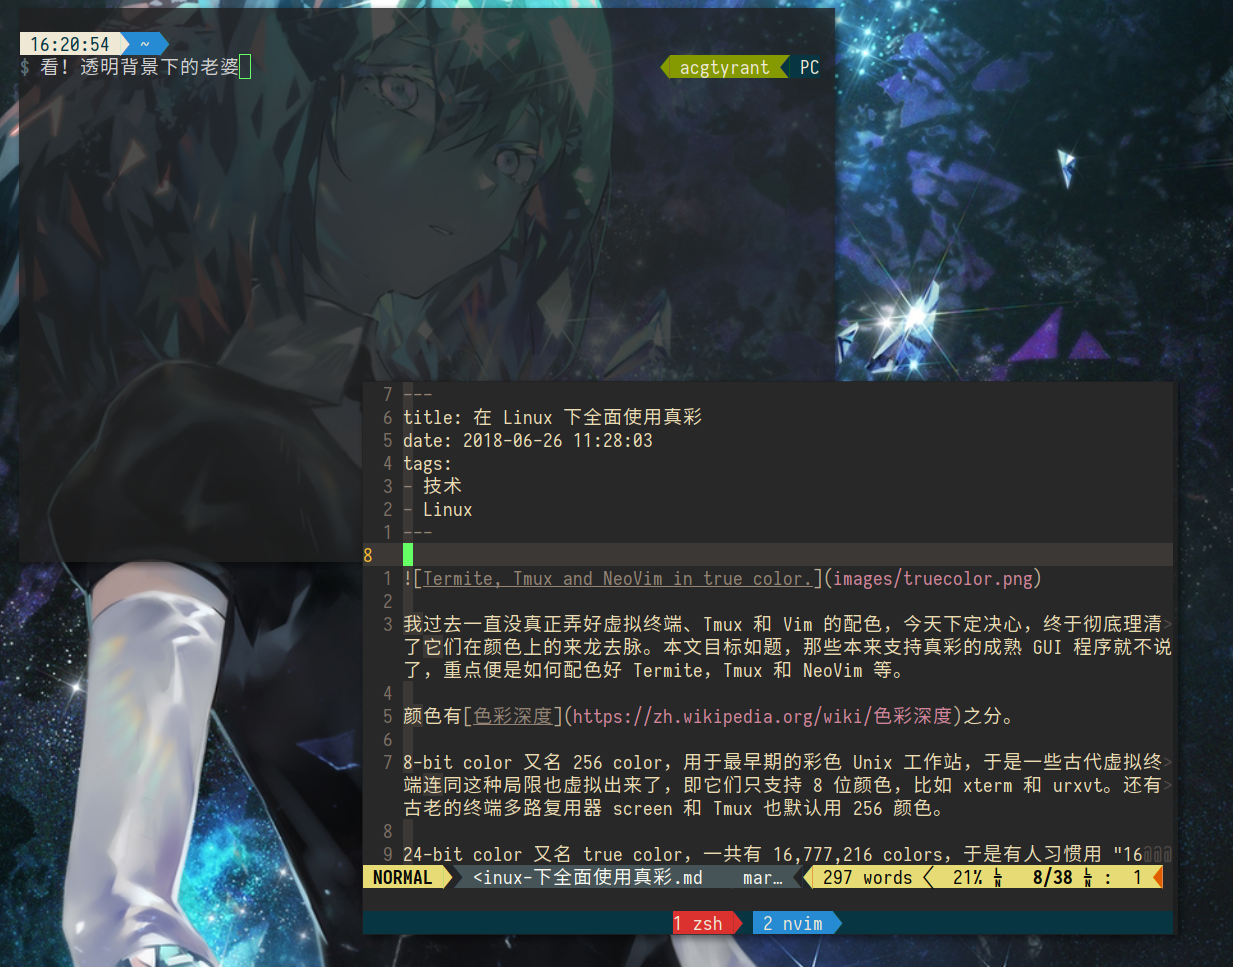 16:20:54 ~
$ 看！透明背景下的老婆
acgtyrant PC
7 ---
6 title: 在 Linux 下全面使用真彩
5 date: 2018-06-26 11:28:03
4 tags:
3 - 技术
2 - Linux
1 ---
8
1 ![Termite, Tmux and NeoVim in true color.](images/truecolor.png)
2
3 我过去一直没真正弄好虚拟终端、Tmux 和 Vim 的配色，今天下定决心，终于彻底理清>
了它们在颜色上的来龙去脉。本文目标如题，那些本来支持真彩的成熟 GUI 程序就不说
了，重点便是如何配色好 Termite，Tmux 和 NeoVim 等。
4
5 颜色有[色彩深度](https://zh.wikipedia.org/wiki/色彩深度)之分。
6
7 8-bit color 又名 256 color，用于最早期的彩色 Unix 工作站，于是一些古代虚拟终>
端连同这种局限也虚拟出来了，即它们只支持 8 位颜色，比如 xterm 和 urxvt。还有>
古老的终端多路复用器 screen 和 Tmux 也默认用 256 颜色。
8
9 24-bit color 又名 true color，一共有 16,777,216 colors，于是有人习惯用 "16@@@
NORMAL <inux-下全面使用真彩.md mar… 297 words 21% LN 8/38 LN : 1
1 zsh 2 nvim